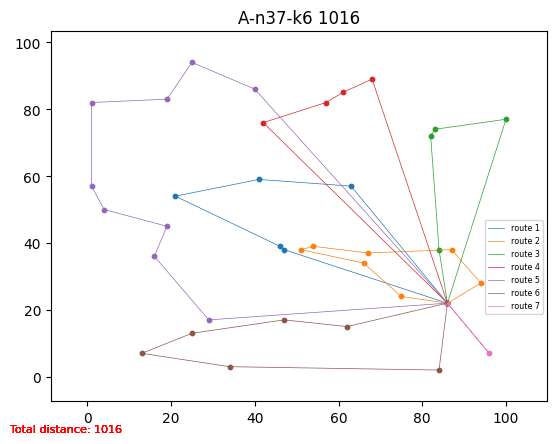 A-n37-k6 1016
100
80
60
40
20
0
0 20 40 60 80 100
route 1
route 2
route 3
route 4
route 5
route 6
route 7
Total distance: 1016